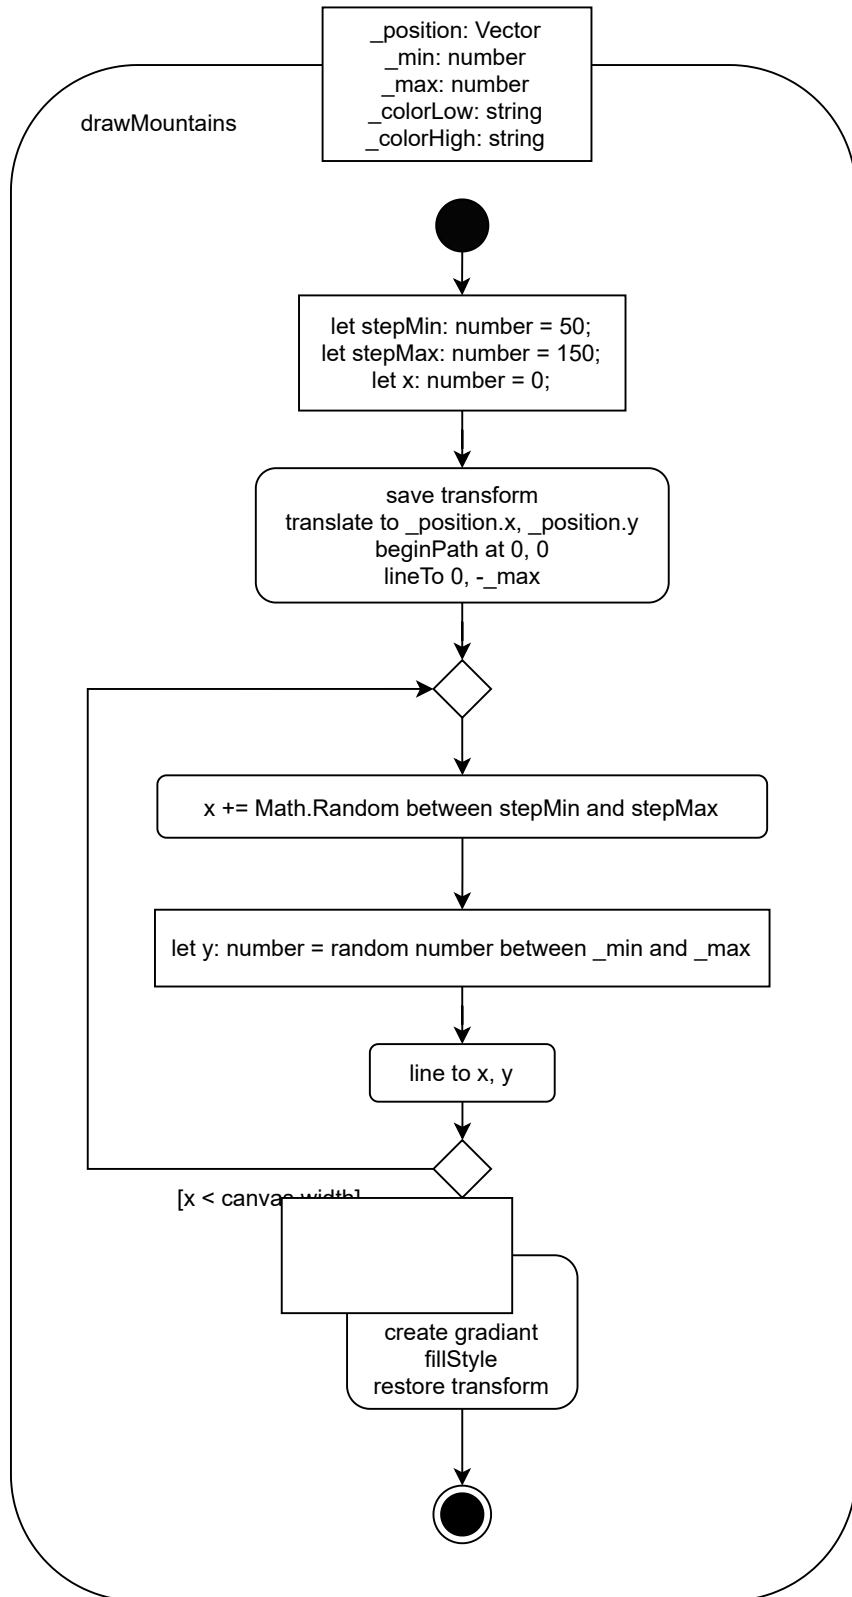 _position: Vector
_min: number
_max: number
_colorLow: string
_colorHigh: string
drawMountains
let stepMin: number = 50;
let stepMax: number = 150;
let x: number = 0;
save transform
translate to _position.x, _position.y
beginPath at 0, 0
lineTo 0, -_max
x += Math.Random between stepMin and stepMax
let y: number = random number between _min and _max
line to x, y
[x < canvas width]
create gradiant
fillStyle
restore transform